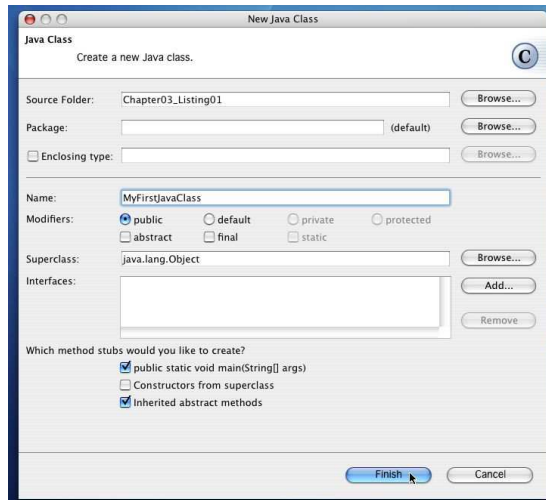 New Java Class
Java Class
Create a new Java class.
C
Source Folder: Chapter03_Listing01 Browse...
Package: (default) Browse...
Enclosing type: Browse...
Name: MyFirstJavaClass
Modifiers: public default private protected
abstract final static
Superclass: java.lang.Object Browse...
Interfaces: Add...
Remove
Which method stubs would you like to create?
public static void main(String[] args)
Constructors from superclass
Inherited abstract methods
Finish Cancel